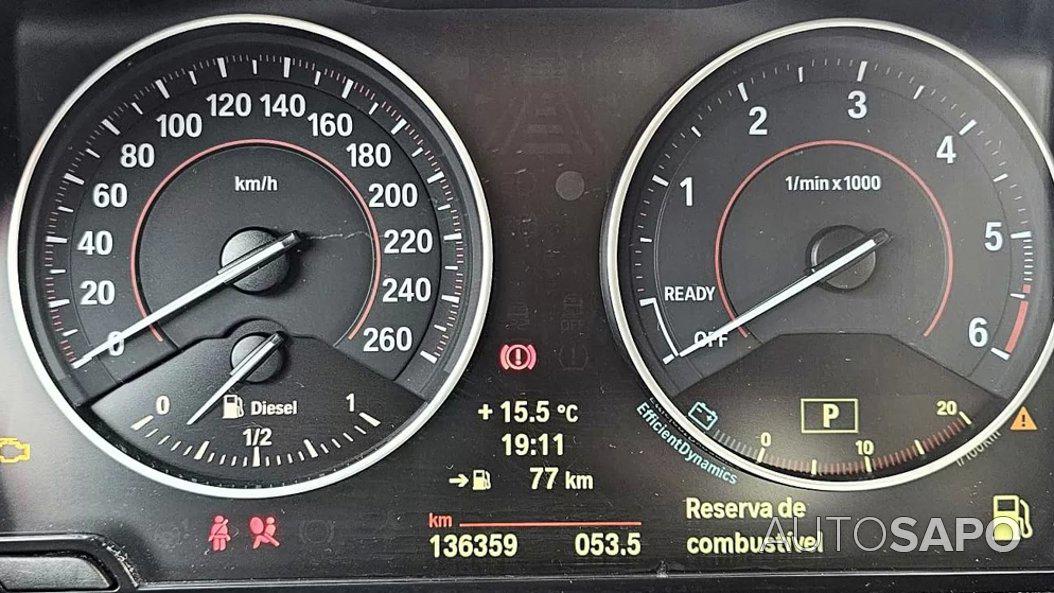 0
20
40
60
80
100
120
140
160
180
200
220
240
260
km/h
0
Diesel
1
1/2
+ 15.5 °C
19:11
77 km
km
136359 053.5
OFF
READY
1
2
3
4
5
6
1/min x 1000
OFF
EfficientDynamics
P
0
10
20
l/100km
Reserva de
combustível
AUTOSAPO